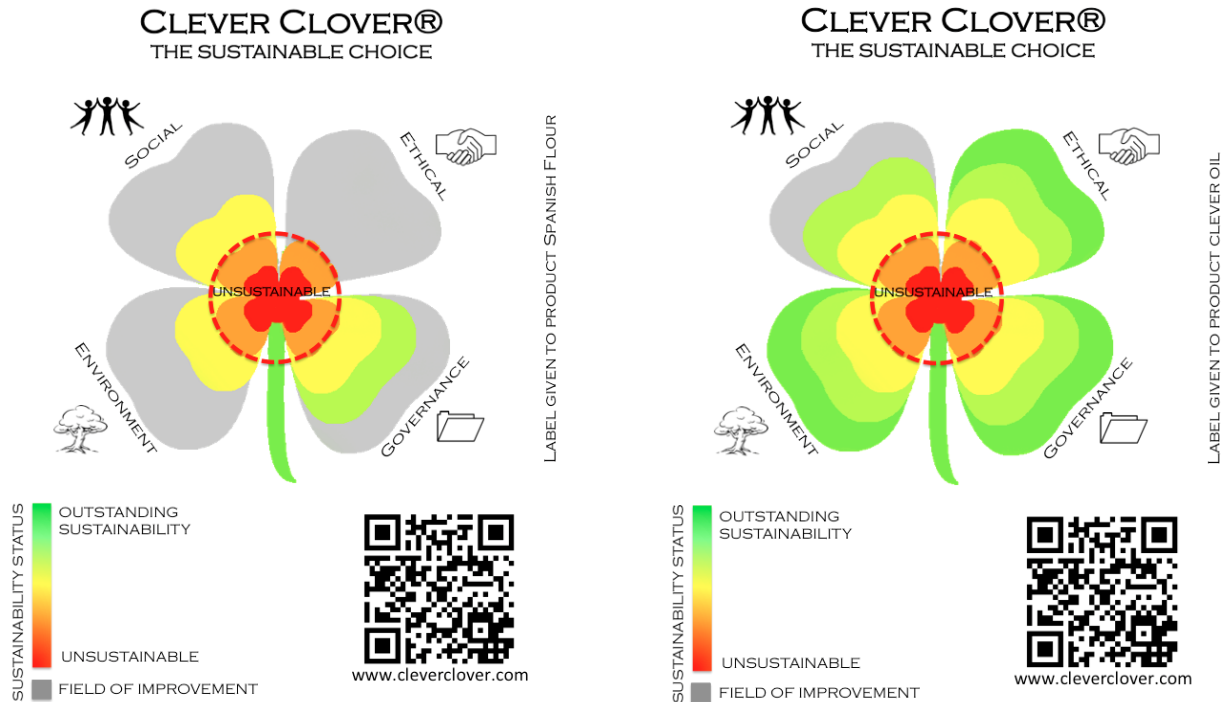 CLEVER CLOVER®
THE SUSTAINABLE CHOICE
SOCIAL
ETHICAL
UNSUSTAINABLE
ENVIRONMENT
GOVERNANCE
LABEL GIVEN TO PRODUCT SPANISH FLOUR
SUSTAINABILITY STATUS
OUTSTANDING
SUSTAINABILITY
UNSUSTAINABLE
FIELD OF IMPROVEMENT
www.cleverclover.com
CLEVER CLOVER®
THE SUSTAINABLE CHOICE
SOCIAL
ETHICAL
UNSUSTAINABLE
ENVIRONMENT
GOVERNANCE
LABEL GIVEN TO PRODUCT CLEVER OIL
SUSTAINABILITY STATUS
OUTSTANDING
SUSTAINABILITY
UNSUSTAINABLE
FIELD OF IMPROVEMENT
www.cleverclover.com